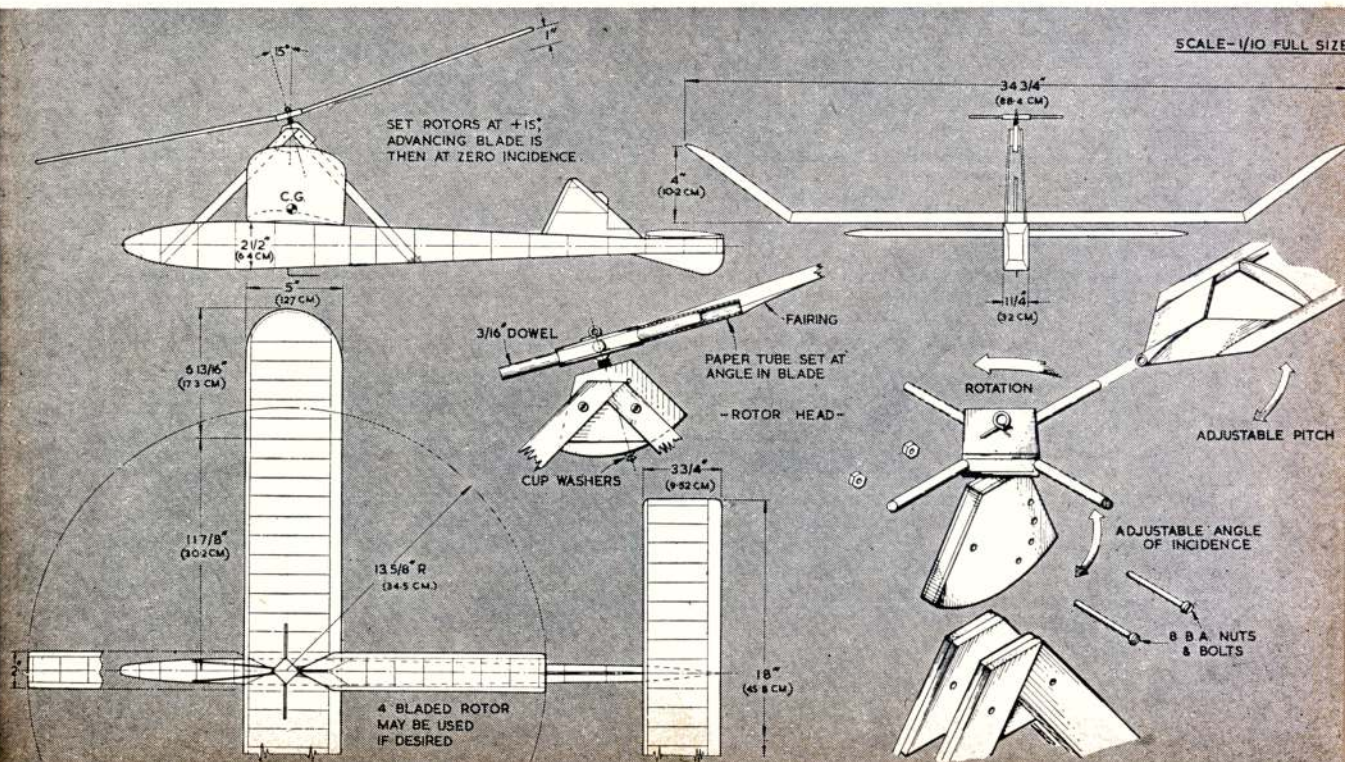 SCALE-1/10 FULL SIZE
15°
1"
SET ROTORS AT +15°,
ADVANCING BLADE IS
THEN AT ZERO INCIDENCE.
34 3/4"
(88·4 CM)
4"
(10·2 CM)
C.G.
2 1/2"
(6·4 CM)
5"
(12·7 CM)
1 1/4"
(3·2 CM)
3/16" DOWEL
FAIRING
PAPER TUBE SET AT
ANGLE IN BLADE
-ROTOR HEAD-
CUP WASHERS
ROTATION
ADJUSTABLE PITCH
6 13/16"
(17·3 CM)
11 7/8"
(30·2 CM)
13 5/8" R
(34·5 CM.)
3 3/4"
(9·52 CM)
ADJUSTABLE ANGLE
OF INCIDENCE
8 B.A. NUTS
& BOLTS
18"
(45·8 CM)
4 BLADED ROTOR
MAY BE USED
IF DESIRED